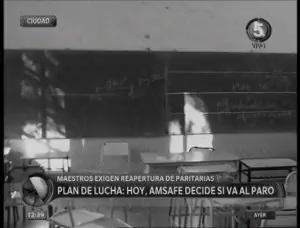 CIUDAD
5
VIVO
MAESTROS EXIGEN REAPERTURA DE PARITARIAS
PLAN DE LUCHA: HOY, AMSAFE DECIDE SI VA AL PARO
12:39
AYER